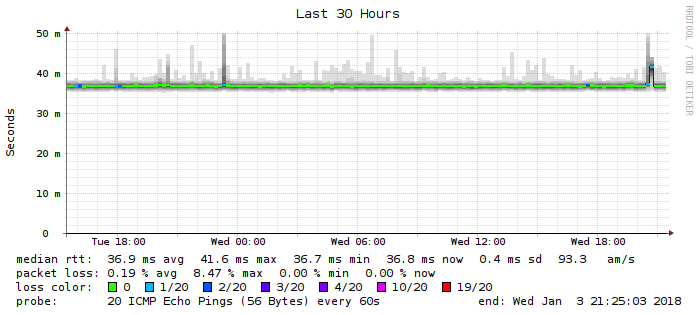 Last 30 Hours
RRDTOOL / TOBI OETIKER
Seconds
50 m
40 m
30 m
20 m
10 m
0
Tue 18:00 Wed 00:00 Wed 06:00 Wed 12:00 Wed 18:00
median rtt: 36.9 ms avg 41.6 ms max 36.7 ms min 36.8 ms now 0.4 ms sd 93.3 am/s
packet loss: 0.19 % avg 8.47 % max 0.00 % min 0.00 % now
loss color: 0 1/20 2/20 3/20 4/20 10/20 19/20
probe: 20 ICMP Echo Pings (56 Bytes) every 60s end: Wed Jan 3 21:25:03 2018